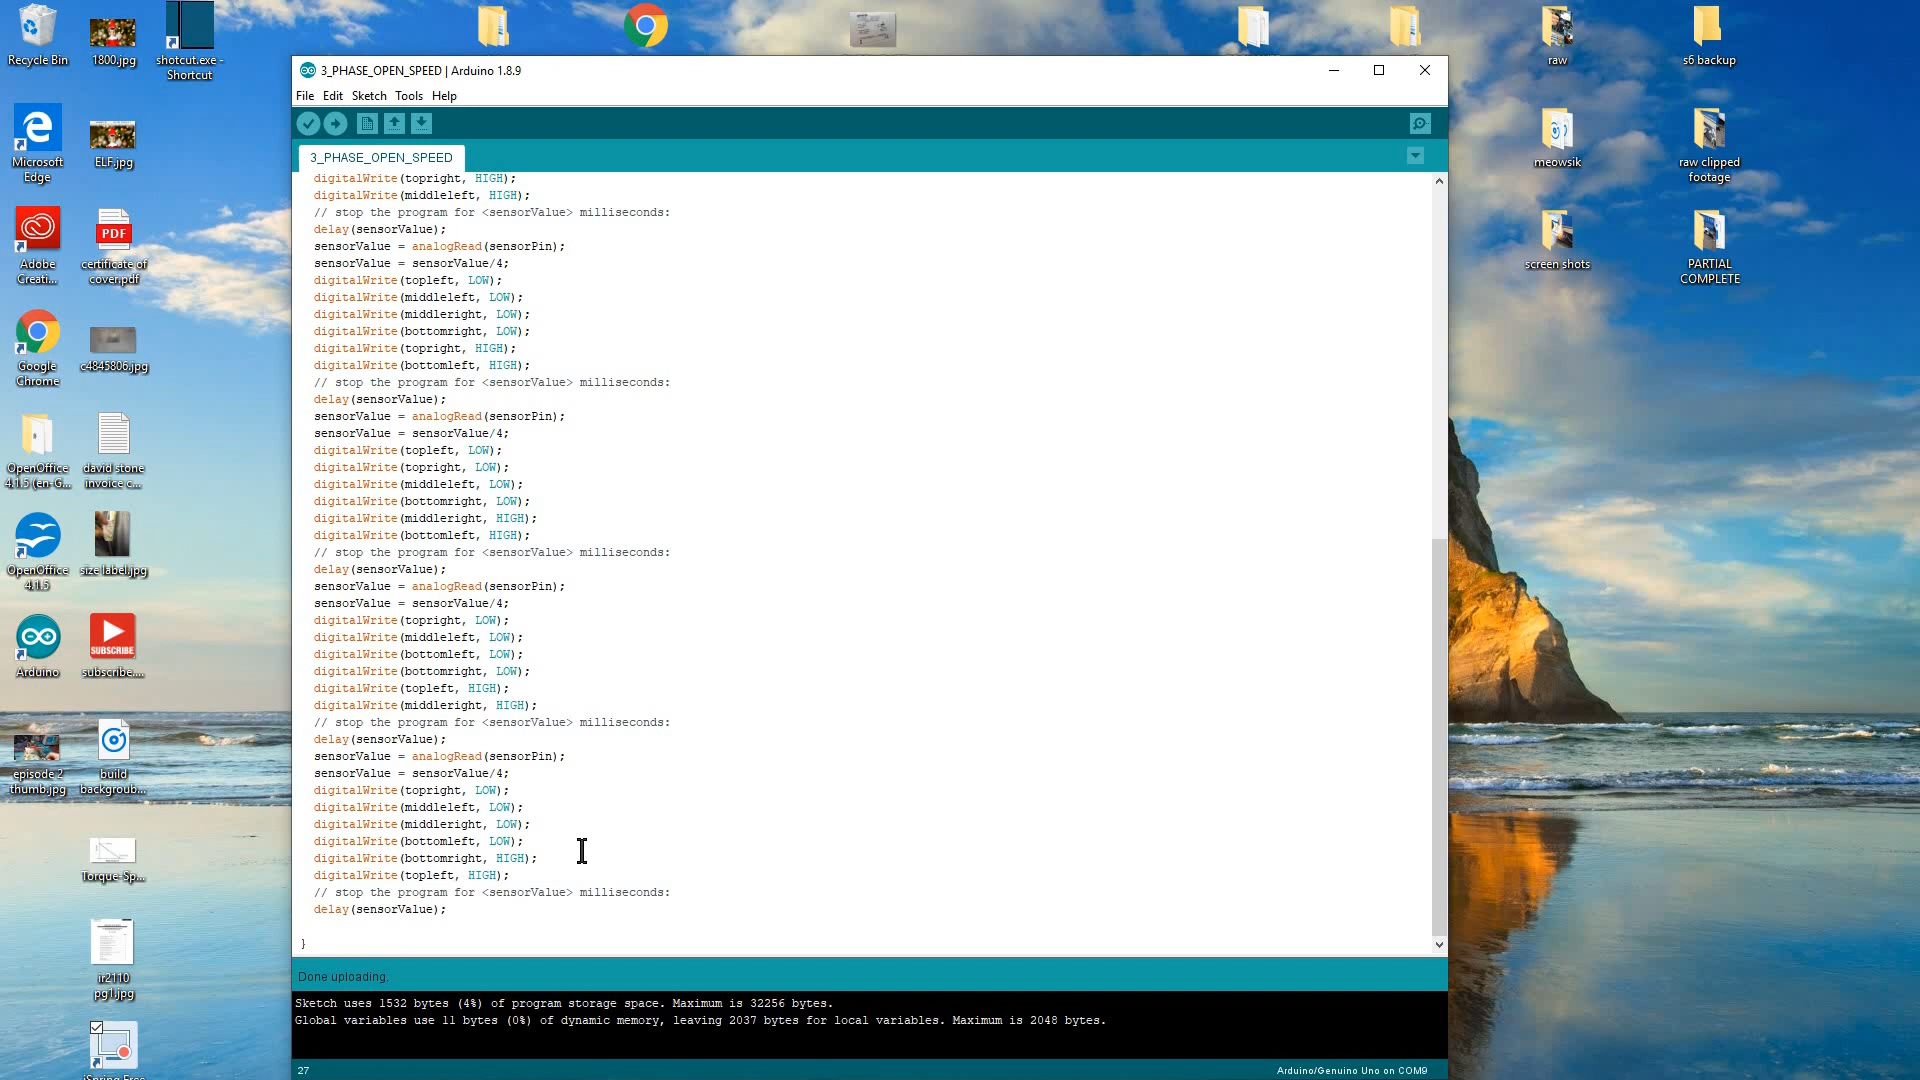 Recycle Bin
1800.jpg
shotcut.exe -
Shortcut
raw
s6 backup
Microsoft
Edge
ELF.jpg
meowsik
raw clipped
footage
Adobe
Creati...
PDF
certificate of
cover.pdf
screen shots
PARTIAL
COMPLETE
Google
Chrome
c4845806.jpg
OpenOffice
4.1.5 (en-G...
david stone
invoice c...
OpenOffice
4.1.5
size label.jpg
Arduino
SUBSCRIBE
subscribe....
episode 2
thumb.jpg
build
backgroub...
Torque-Sp...
ir2110
pg1.jpg
iSpring Free
3_PHASE_OPEN_SPEED | Arduino 1.8.9
File Edit Sketch Tools Help
3_PHASE_OPEN_SPEED
digitalWrite(topright, HIGH);
digitalWrite(middleleft, HIGH);
// stop the program for <sensorValue> milliseconds:
delay(sensorValue);
sensorValue = analogRead(sensorPin);
sensorValue = sensorValue/4;
digitalWrite(topleft, LOW);
digitalWrite(middleleft, LOW);
digitalWrite(middleright, LOW);
digitalWrite(bottomright, LOW);
digitalWrite(topright, HIGH);
digitalWrite(bottomleft, HIGH);
// stop the program for <sensorValue> milliseconds:
delay(sensorValue);
sensorValue = analogRead(sensorPin);
sensorValue = sensorValue/4;
digitalWrite(topleft, LOW);
digitalWrite(topright, LOW);
digitalWrite(middleleft, LOW);
digitalWrite(bottomright, LOW);
digitalWrite(middleright, HIGH);
digitalWrite(bottomleft, HIGH);
// stop the program for <sensorValue> milliseconds:
delay(sensorValue);
sensorValue = analogRead(sensorPin);
sensorValue = sensorValue/4;
digitalWrite(topright, LOW);
digitalWrite(middleleft, LOW);
digitalWrite(bottomleft, LOW);
digitalWrite(bottomright, LOW);
digitalWrite(topleft, HIGH);
digitalWrite(middleright, HIGH);
// stop the program for <sensorValue> milliseconds:
delay(sensorValue);
sensorValue = analogRead(sensorPin);
sensorValue = sensorValue/4;
digitalWrite(topright, LOW);
digitalWrite(middleleft, LOW);
digitalWrite(middleright, LOW);
digitalWrite(bottomleft, LOW);
digitalWrite(bottomright, HIGH);
digitalWrite(topleft, HIGH);
// stop the program for <sensorValue> milliseconds:
delay(sensorValue);
}
Done uploading.
Sketch uses 1532 bytes (4%) of program storage space. Maximum is 32256 bytes.
Global variables use 11 bytes (0%) of dynamic memory, leaving 2037 bytes for local variables. Maximum is 2048 bytes.
27
Arduino/Genuino Uno on COM9